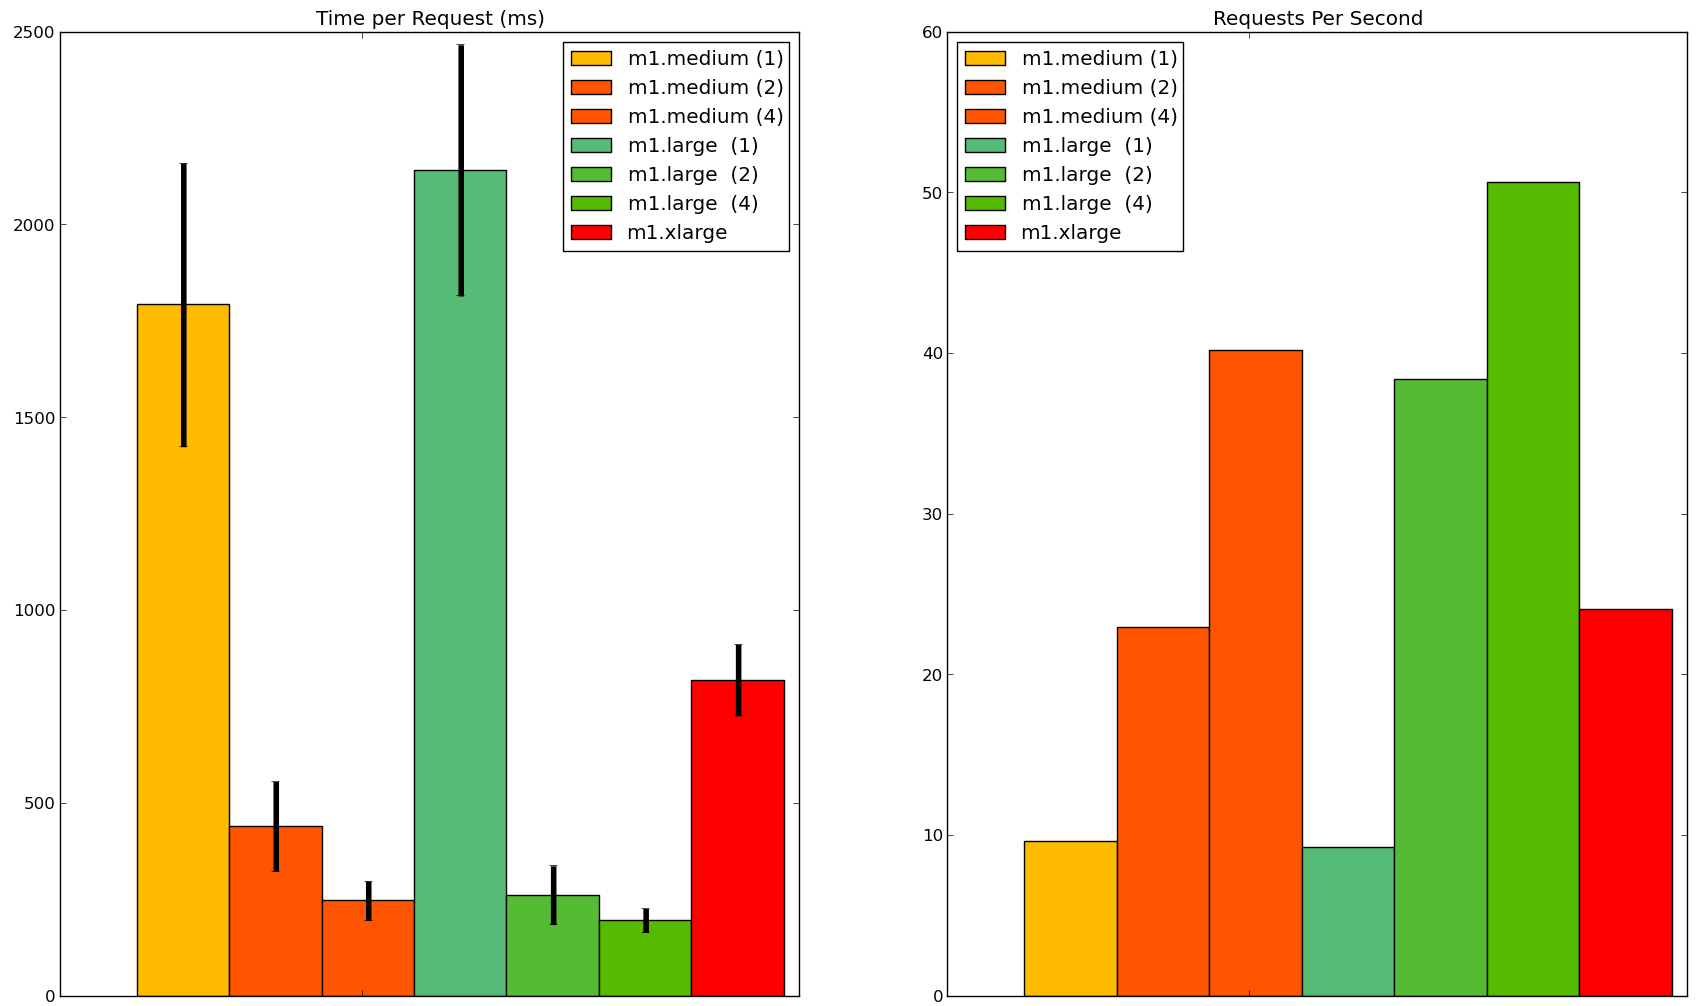 Time per Request (ms)
2500
2000
1500
1000
500
0
m1.medium (1)
m1.medium (2)
m1.medium (4)
m1.large (1)
m1.large (2)
m1.large (4)
m1.xlarge
Requests Per Second
60
50
40
30
20
10
0
m1.medium (1)
m1.medium (2)
m1.medium (4)
m1.large (1)
m1.large (2)
m1.large (4)
m1.xlarge